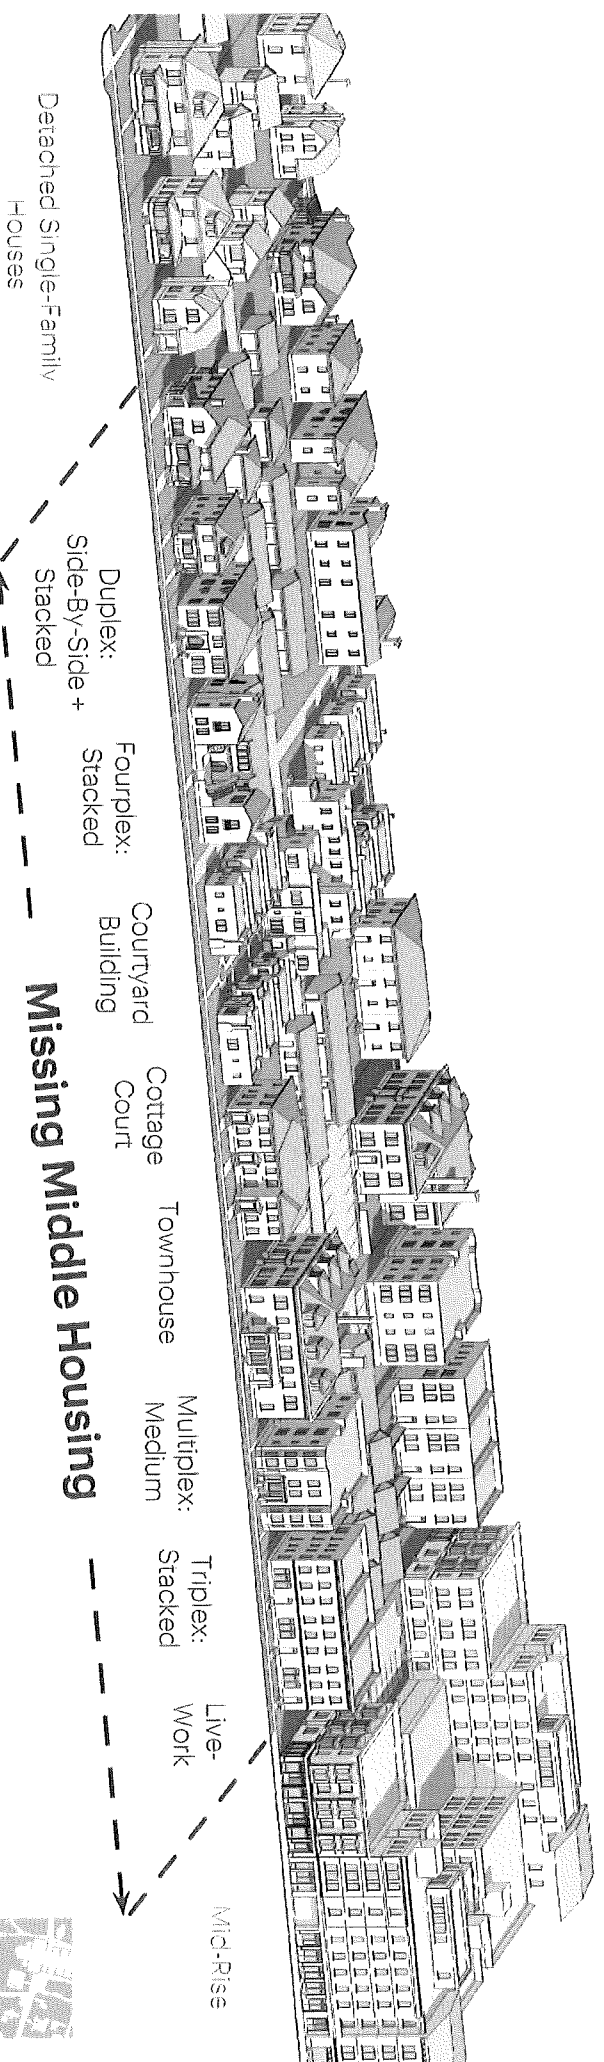 Detached Single-Family
Houses
Duplex:
Side-By-Side +
Stacked
Fourplex:
Stacked
Courtyard
Building
Cottage
Court
Townhouse
Multiplex:
Medium
Triplex:
Stacked
Live-
Work
Mid-Rise
Missing Middle Housing